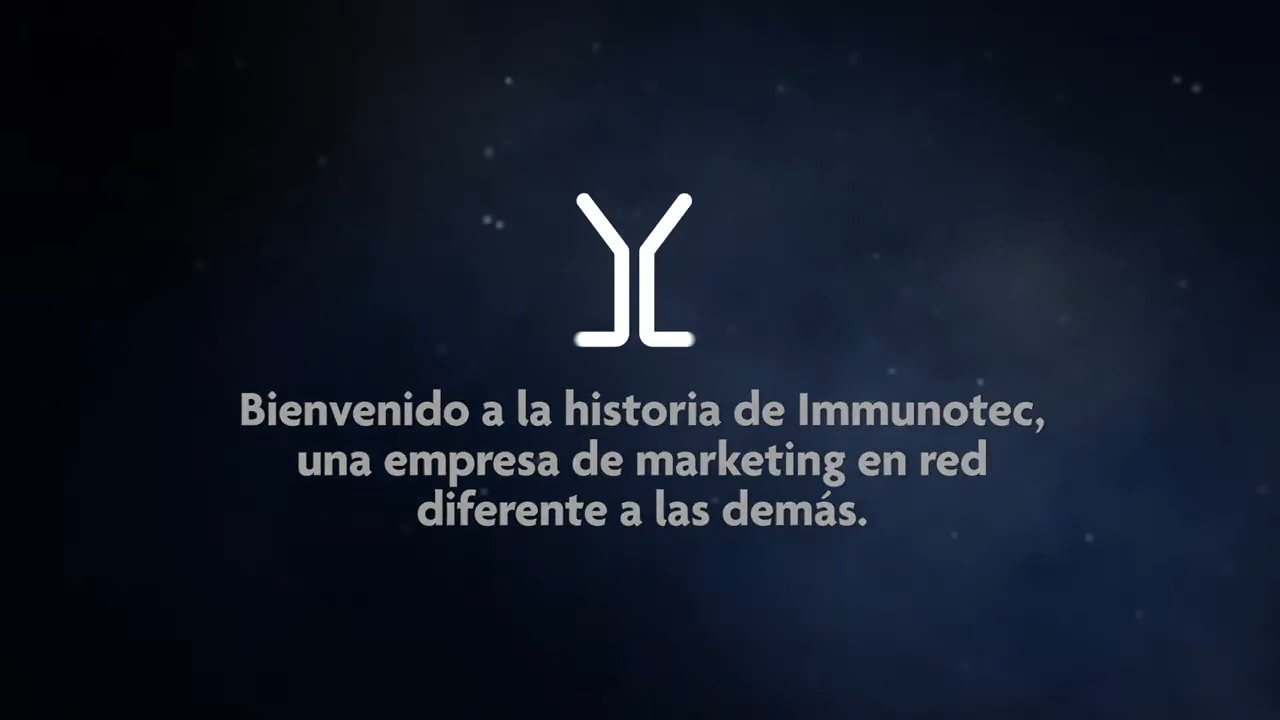 Bienvenido a la historia de Immunotec,
una empresa de marketing en red
diferente a las demás.